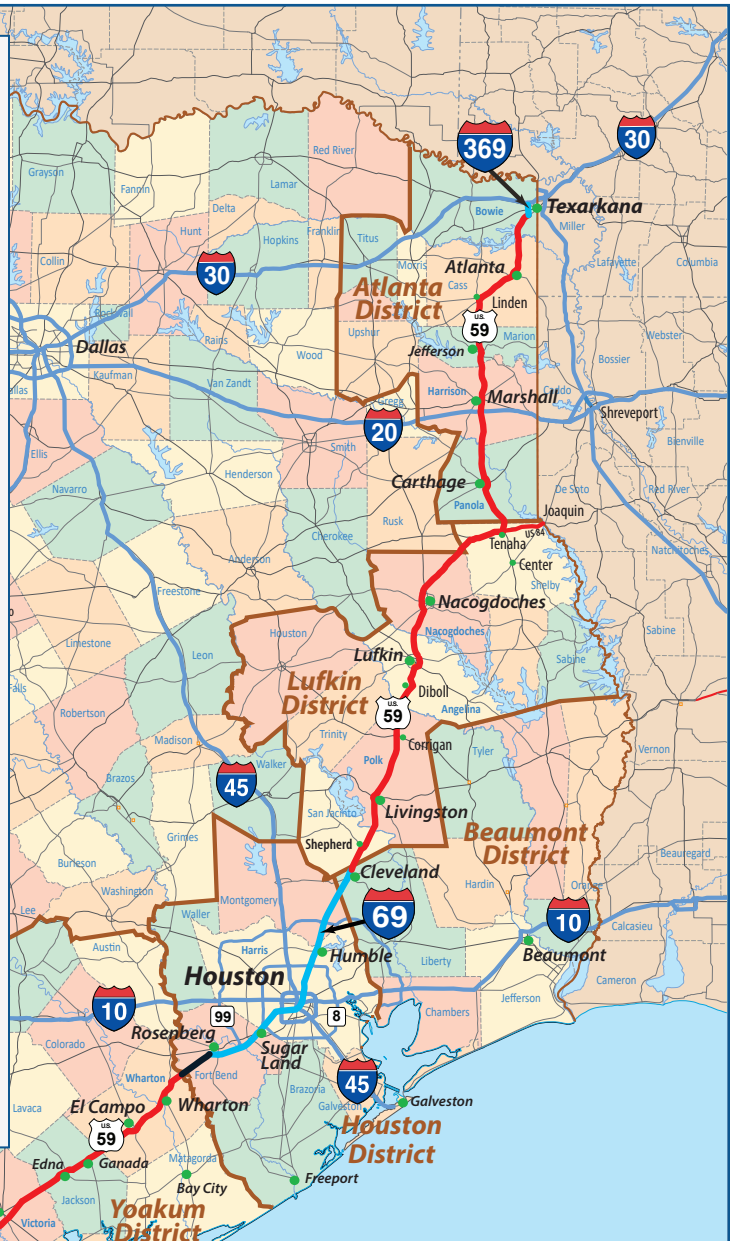 Grayson
Fannin
Lamar
Red River
369
30
Bowie
Texarkana
Miller
Delta
Hunt
Hopkins
Franklin
Titus
Morris
Collin
30
Atlanta
Cass
Lafayette
Columbia
Atlanta
District
Linden
U.S.
59
Rockwall
Rains
Wood
Upshur
Jefferson
Marion
Webster
Dallas
Kaufman
Van Zandt
Bossier
Harrison
Marshall
Caddo
Gregg
Shreveport
20
Ellis
Smith
Bienville
Henderson
Navarro
Carthage
Panola
De Soto
Red River
Rusk
Joaquin
Cherokee
Tenaha
US 84
Natchitoches
Anderson
Center
Shelby
Freestone
Nacogdoches
Limestone
Houston
Nacogdoches
Sabine
Leon
Lufkin
Sabine
Falls
Lufkin
District
Diboll
Robertson
U.S.
59
Angelina
Madison
Trinity
Corrigan
Vernon
Walker
Polk
Tyler
Brazos
45
San Jacinto
Livingston
Grimes
Shepherd
Beaumont
District
Burleson
Beauregard
Cleveland
Washington
Montgomery
Hardin
Orange
Lee
Waller
69
10
Calcasieu
Austin
Harris
Humble
Liberty
Beaumont
Houston
Cameron
10
99
8
Chambers
Jefferson
Colorado
Rosenberg
Sugar
Land
Wharton
Fort Bend
45
Brazoria
Lavaca
El Campo
Wharton
Galveston
Galveston
U.S.
59
Houston
District
Edna
Ganada
Matagorda
Bay City
Freeport
Jackson
Victoria
Yoakum
District